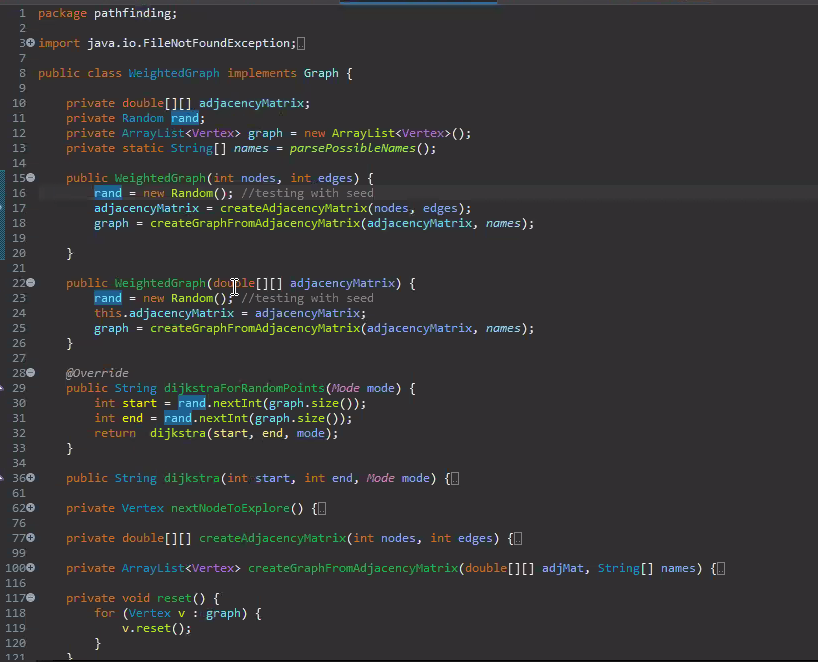 1 package pathfinding;
2
3 import java.io.FileNotFoundException;
7
8 public class WeightedGraph implements Graph {
9
10 private double[][] adjacencyMatrix;
11 private Random rand;
12 private ArrayList<Vertex> graph = new ArrayList<Vertex>();
13 private static String[] names = parsePossibleNames();
14
15 public WeightedGraph(int nodes, int edges) {
16 rand = new Random(); //testing with seed
17 adjacencyMatrix = createAdjacencyMatrix(nodes, edges);
18 graph = createGraphFromAdjacencyMatrix(adjacencyMatrix, names);
19
20 }
21
22 public WeightedGraph(double[][] adjacencyMatrix) {
23 rand = new Random(); //testing with seed
24 this.adjacencyMatrix = adjacencyMatrix;
25 graph = createGraphFromAdjacencyMatrix(adjacencyMatrix, names);
26 }
27
28 @Override
29 public String dijkstraForRandomPoints(Mode mode) {
30 int start = rand.nextInt(graph.size());
31 int end = rand.nextInt(graph.size());
32 return dijkstra(start, end, mode);
33 }
34
36 public String dijkstra(int start, int end, Mode mode) {
61
62 private Vertex nextNodeToExplore() {
76
77 private double[][] createAdjacencyMatrix(int nodes, int edges) {
99
100 private ArrayList<Vertex> createGraphFromAdjacencyMatrix(double[][] adjMat, String[] names) {
116
117 private void reset() {
118 for (Vertex v : graph) {
119 v.reset();
120 }
121 }